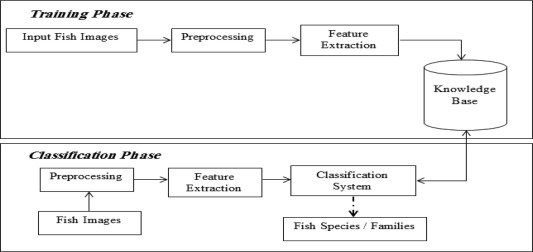 Training Phase
Input Fish Images
Preprocessing
Feature
Extraction
Knowledge
Base
Classification Phase
Preprocessing
Feature
Extraction
Classification
System
Fish Images
Fish Species / Families